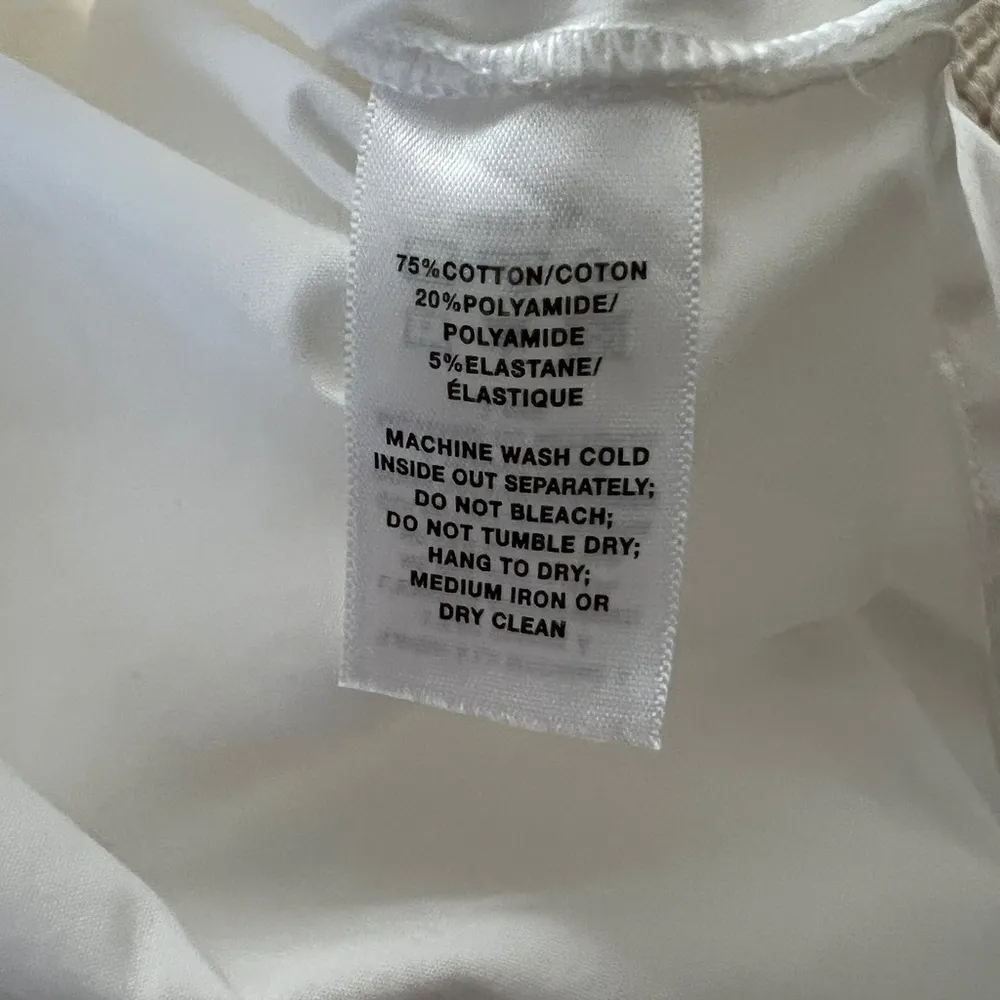 75%COTTON/COTON
20%POLYAMIDE/
POLYAMIDE
5%ELASTANE/
ÉLASTIQUE
MACHINE WASH COLD
INSIDE OUT SEPARATELY;
DO NOT BLEACH;
DO NOT TUMBLE DRY;
HANG TO DRY;
MEDIUM IRON OR
DRY CLEAN